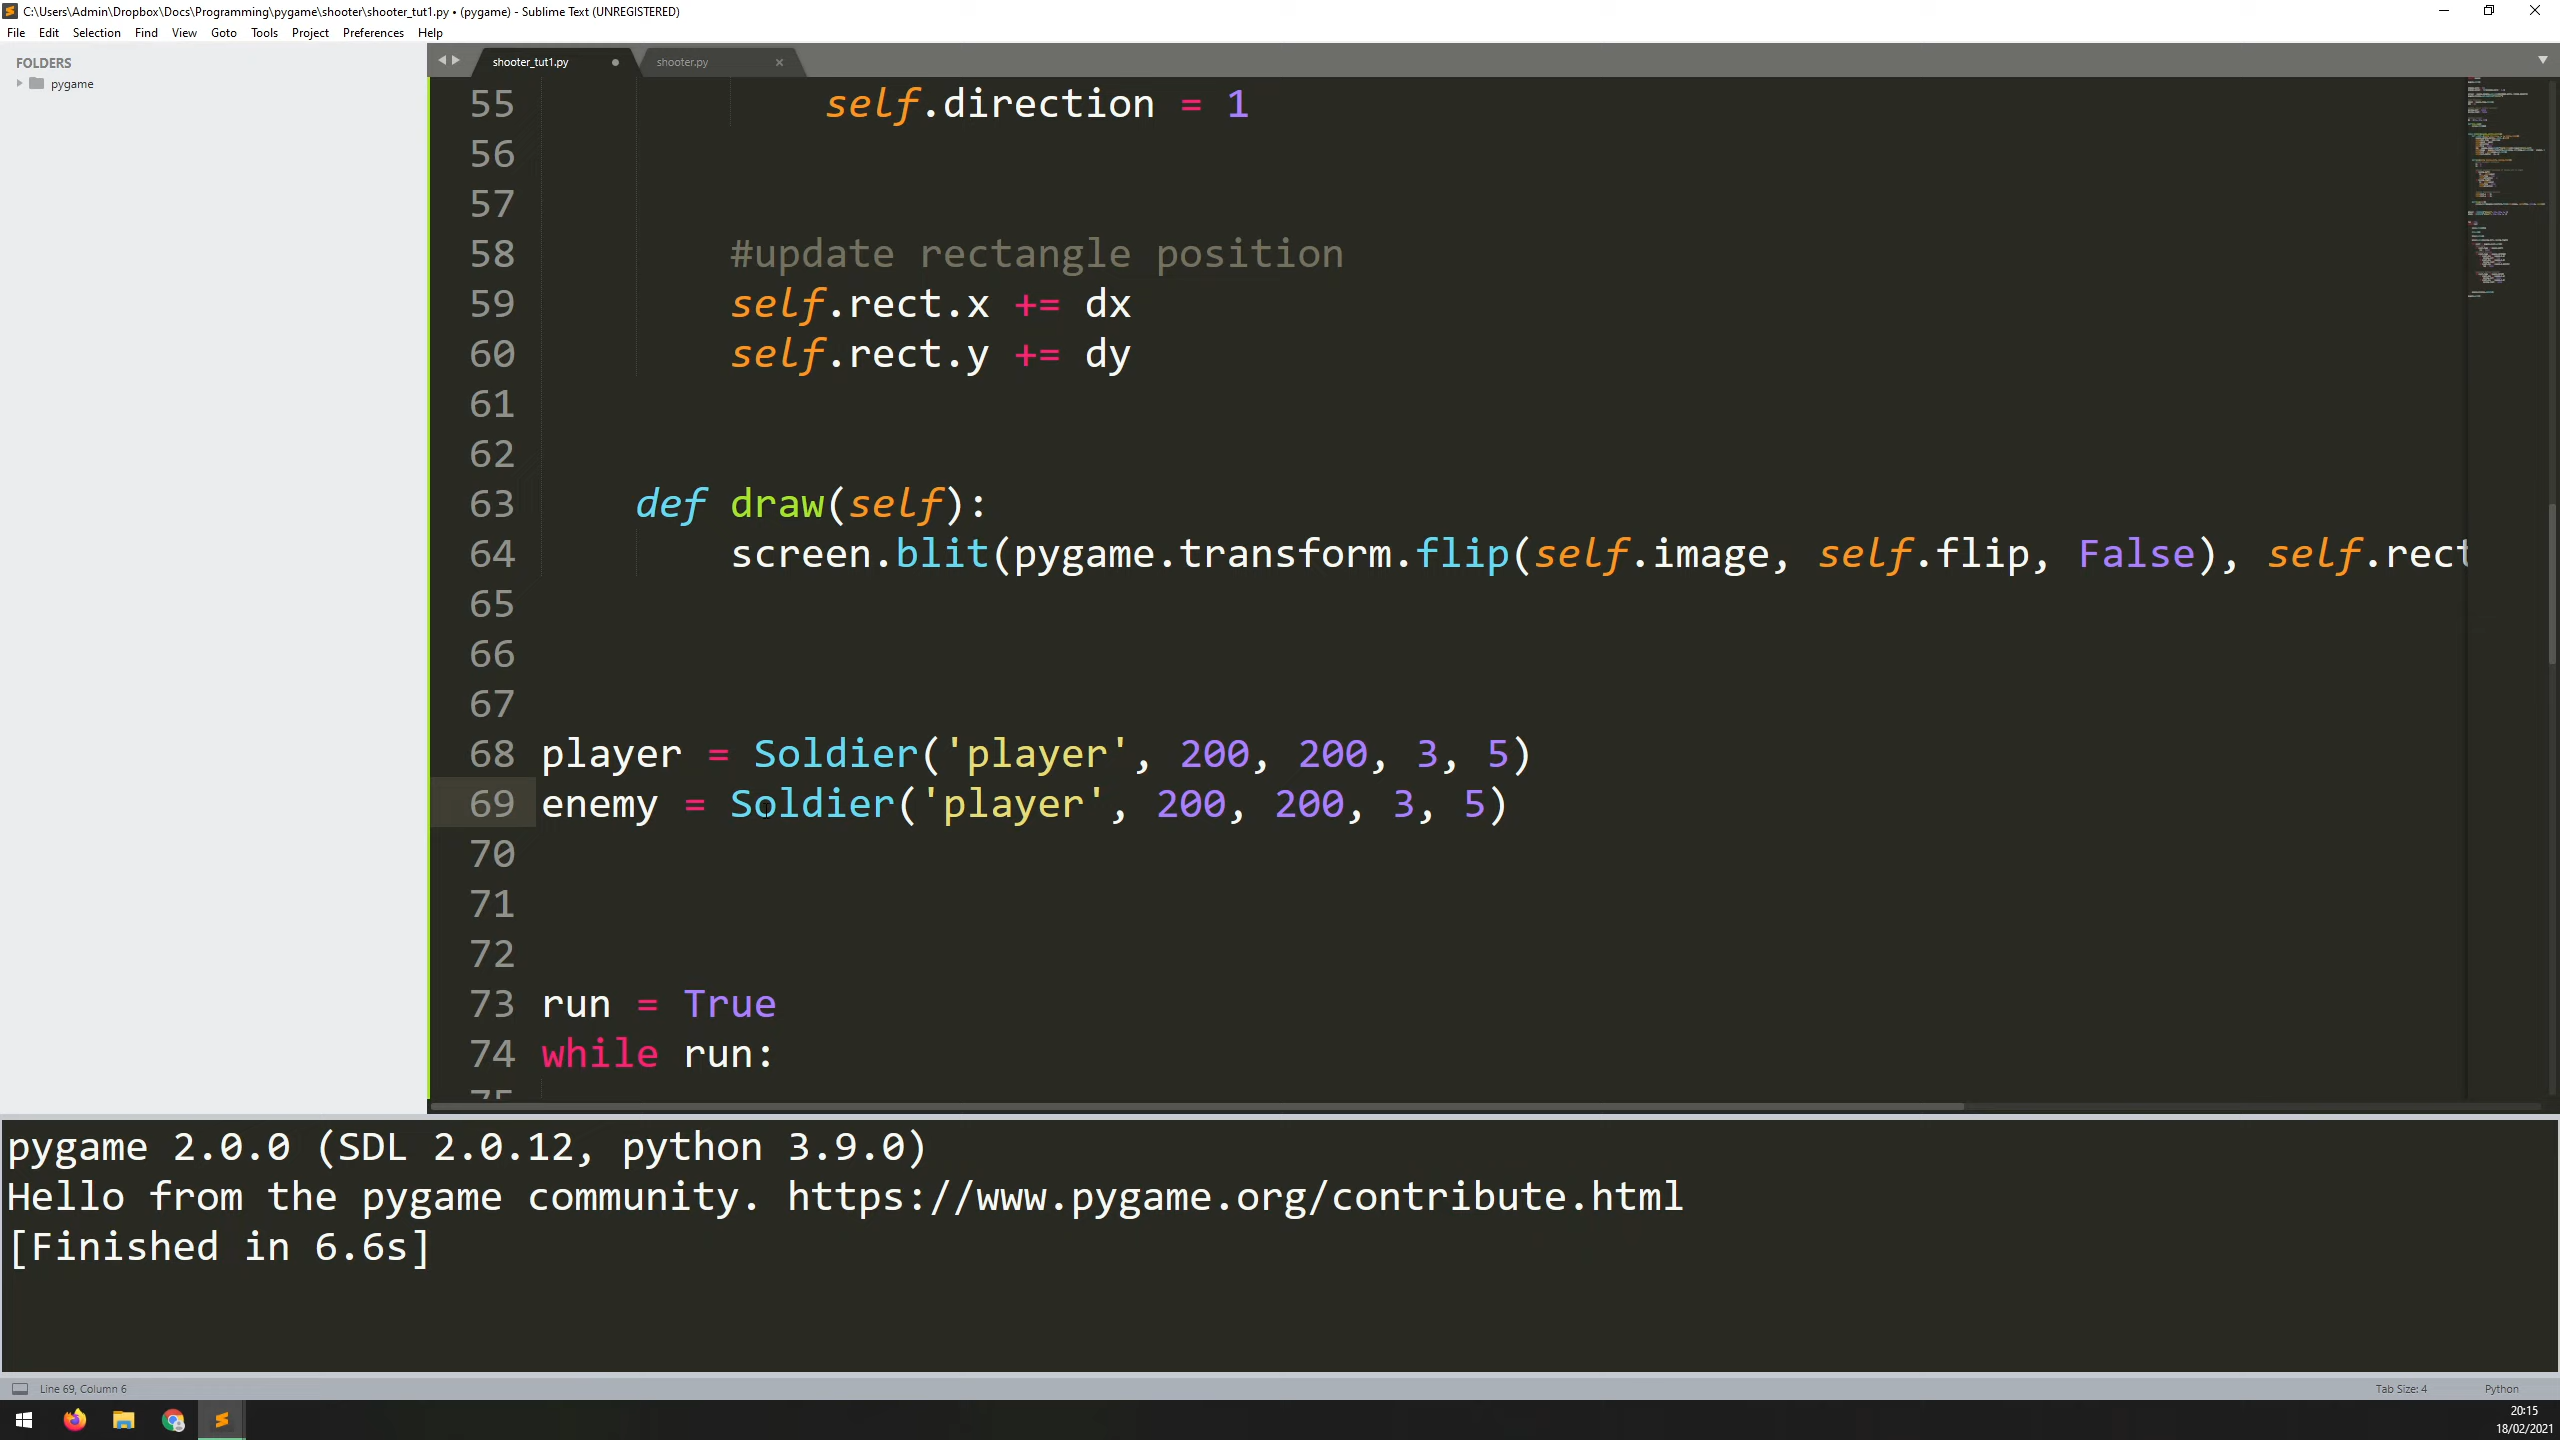 C:\Users\Admin\Dropbox\Docs\Programming\pygame\shooter\shooter_tut1.py • (pygame) - Sublime Text (UNREGISTERED)
File Edit Selection Find View Goto Tools Project Preferences Help
FOLDERS
pygame
shooter_tut1.py
shooter.py
55 self.direction = 1
56
57
58 #update rectangle position
59 self.rect.x += dx
60 self.rect.y += dy
61
62
63 def draw(self):
64 screen.blit(pygame.transform.flip(self.image, self.flip, False), self.rect
65
66
67
68 player = Soldier('player', 200, 200, 3, 5)
69 enemy = Soldier('player', 200, 200, 3, 5)
70
71
72
73 run = True
74 while run:
75
pygame 2.0.0 (SDL 2.0.12, python 3.9.0)
Hello from the pygame community. https://www.pygame.org/contribute.html
[Finished in 6.6s]
Line 69, Column 6
Tab Size: 4
Python
20:15
18/02/2021